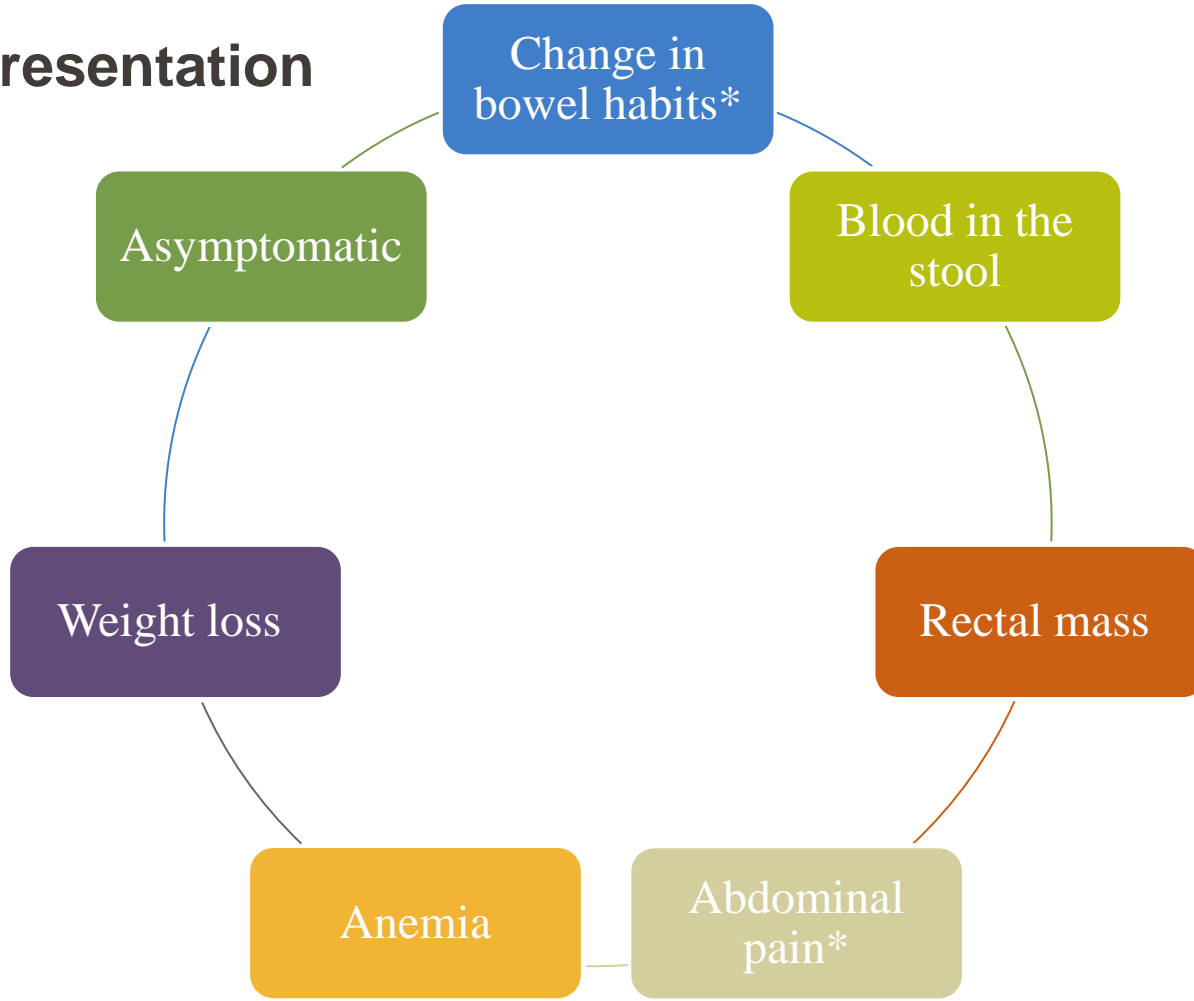 resentation
Change in
bowel habits*
Blood in the
stool
Rectal mass
Abdominal
pain*
Anemia
Weight loss
Asymptomatic